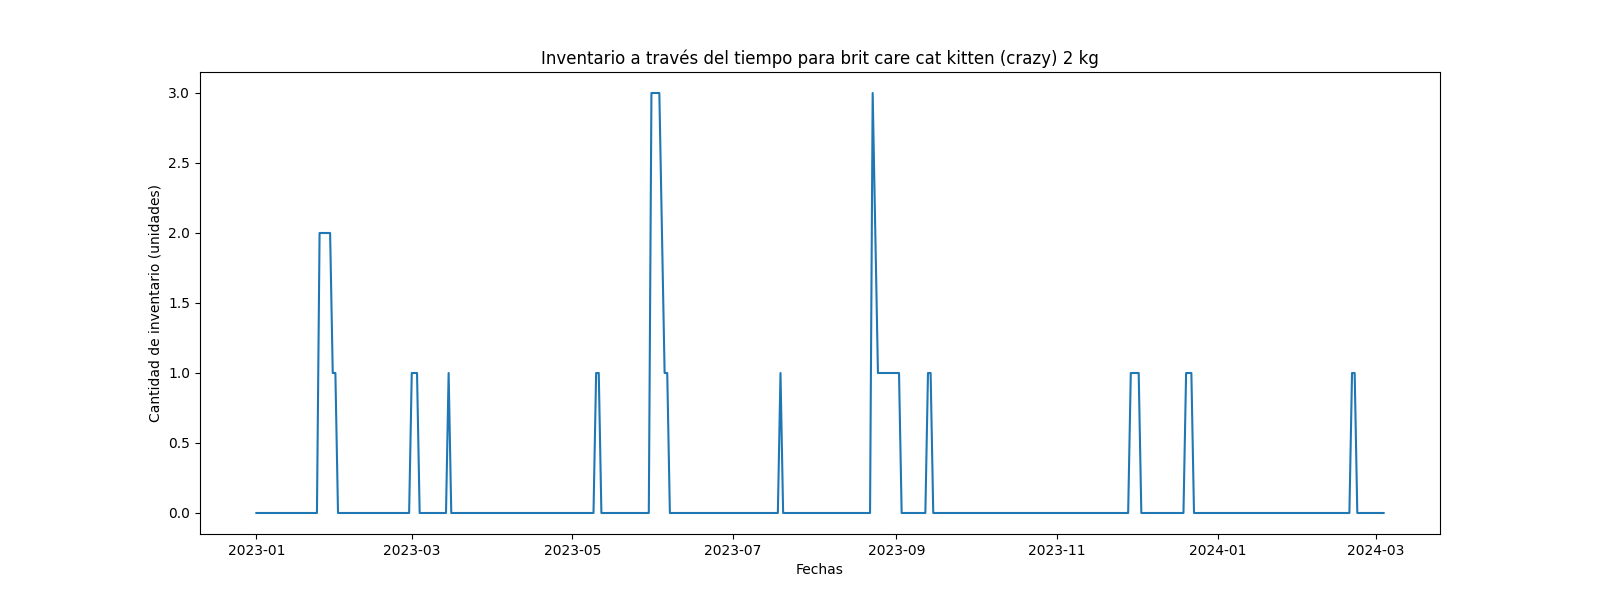 Inventario a través del tiempo para brit care cat kitten (crazy) 2 kg
Cantidad de inventario (unidades)
3.0
2.5
2.0
1.5
1.0
0.5
0.0
2023-01 2023-03 2023-05 2023-07 2023-09 2023-11 2024-01 2024-03
Fechas